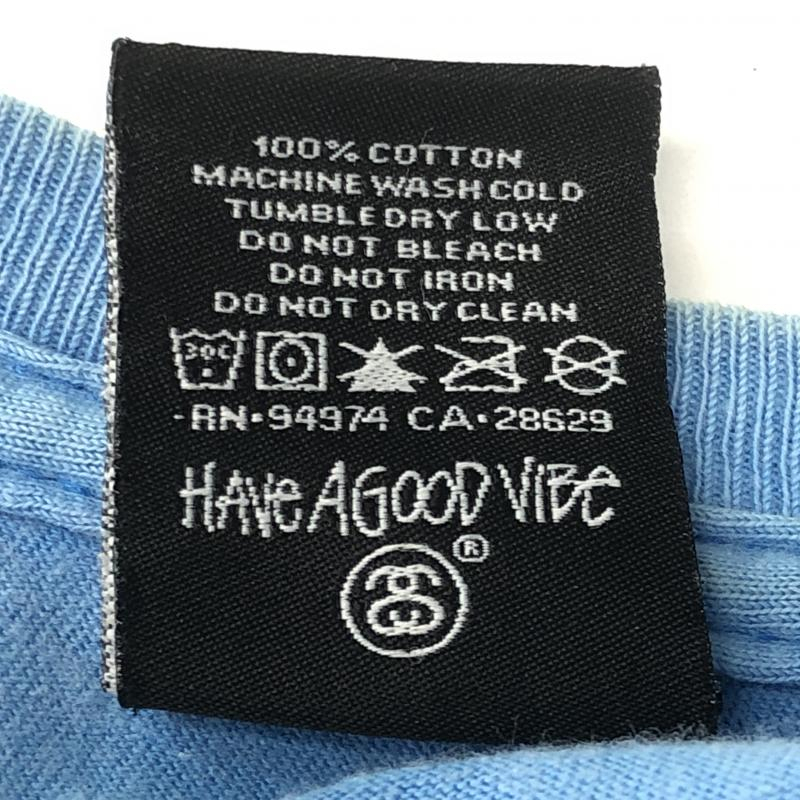 100% COTTON
MACHINE WASH COLD
TUMBLE DRY LOW
DO NOT BLEACH
DO NOT IRON
DO NOT DRY CLEAN
30C
-RN•94974 CA•28629
HAVE A GOOD VIBE
®